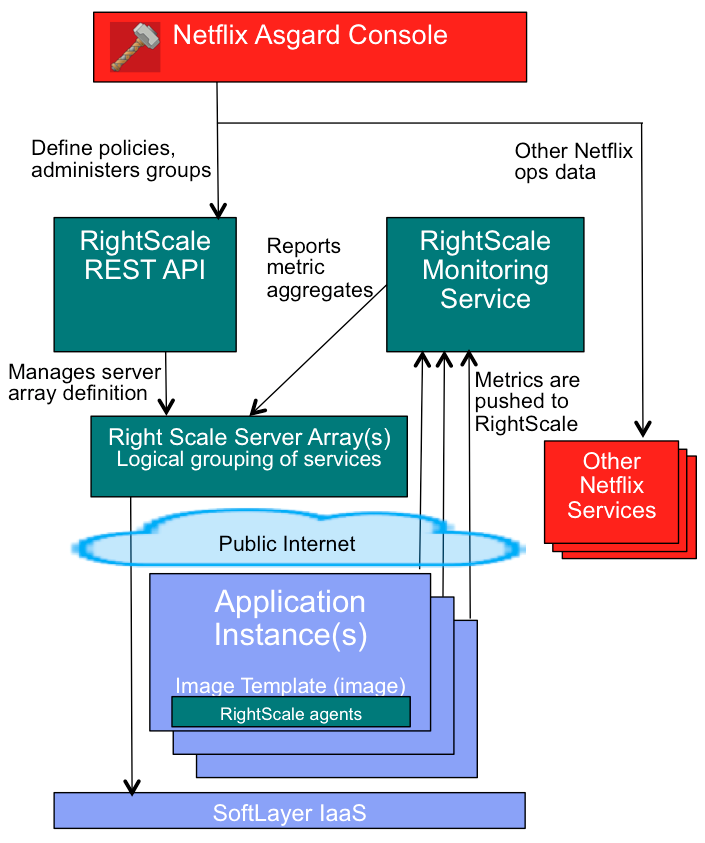 Netflix Asgard Console
Define policies,
administers groups
Other Netflix
ops data
RightScale
REST API
Reports
metric
aggregates
RightScale
Monitoring
Service
Manages server
array definition
Metrics are
pushed to
RightScale
Right Scale Server Array(s)
Logical grouping of services
Other
Netflix
Services
Public Internet
Application
Instance(s)
Image Template (image)
RightScale agents
SoftLayer IaaS